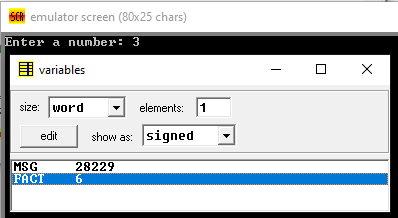 emulator screen (80x25 chars)
Enter a number: 3
variables
size: word elements: 1
edit show as: signed
MSG 28229
FACT 6